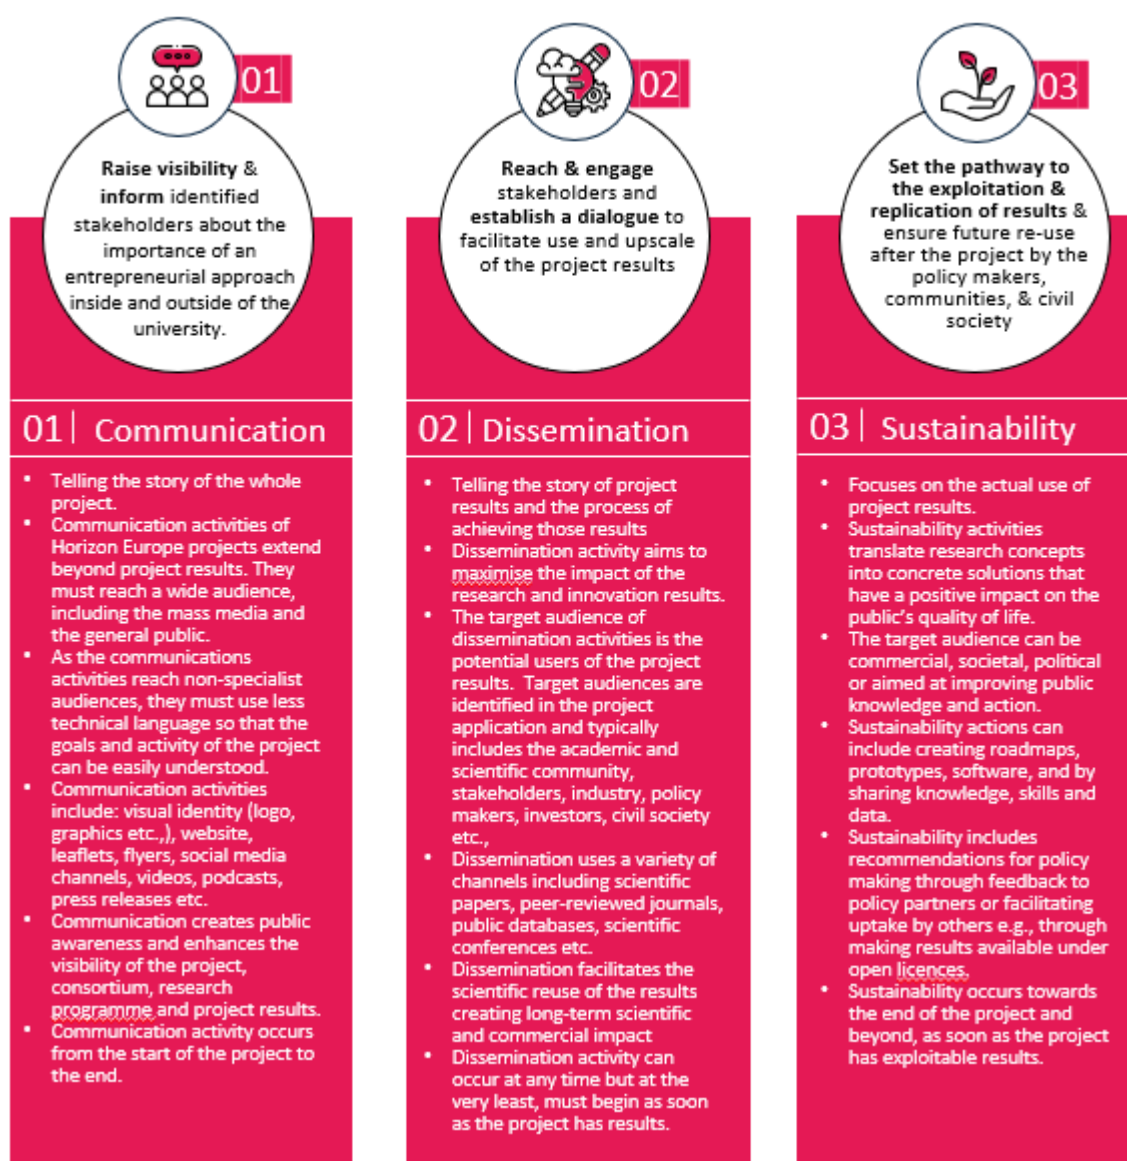 01
Raise visibility &
inform identified
stakeholders about the
importance of an
entrepreneurial approach
inside and outside of the
university.
01 | Communication
• Telling the story of the whole
project.
• Communication activities of
Horizon Europe projects extend
beyond project results. They
must reach a wide audience,
including the mass media and
the general public.
• As the communications
activities reach non-specialist
audiences, they must use less
technical language so that the
goals and activity of the project
can be easily understood.
• Communication activities
include: visual identity (logo,
graphics etc.,), website,
leaflets, flyers, social media
channels, videos, podcasts,
press releases etc.
• Communication creates public
awareness and enhances the
visibility of the project,
consortium, research
programme and project results.
• Communication activity occurs
from the start of the project to
the end.
02
Reach & engage
stakeholders and
establish a dialogue to
facilitate use and upscale
of the project results
02 | Dissemination
• Telling the story of project
results and the process of
achieving those results
• Dissemination activity aims to
maximise the impact of the
research and innovation results.
• The target audience of
dissemination activities is the
potential users of the project
results. Target audiences are
identified in the project
application and typically
includes the academic and
scientific community,
stakeholders, industry, policy
makers, investors, civil society
etc.,
• Dissemination uses a variety of
channels including scientific
papers, peer-reviewed journals,
public databases, scientific
conferences etc.
• Dissemination facilitates the
scientific reuse of the results
creating long-term scientific
and commercial impact
• Dissemination activity can
occur at any time but at the
very least, must begin as soon
as the project has results.
03
Set the pathway to
the exploitation &
replication of results &
ensure future re-use
after the project by the
policy makers,
communities, & civil
society
03 | Sustainability
• Focuses on the actual use of
project results.
• Sustainability activities
translate research concepts
into concrete solutions that
have a positive impact on the
public's quality of life.
• The target audience can be
commercial, societal, political
or aimed at improving public
knowledge and action.
• Sustainability actions can
include creating roadmaps,
prototypes, software, and by
sharing knowledge, skills and
data.
• Sustainability includes
recommendations for policy
making through feedback to
policy partners or facilitating
uptake by others e.g., through
making results available under
open licences.
• Sustainability occurs towards
the end of the project and
beyond, as soon as the project
has exploitable results.